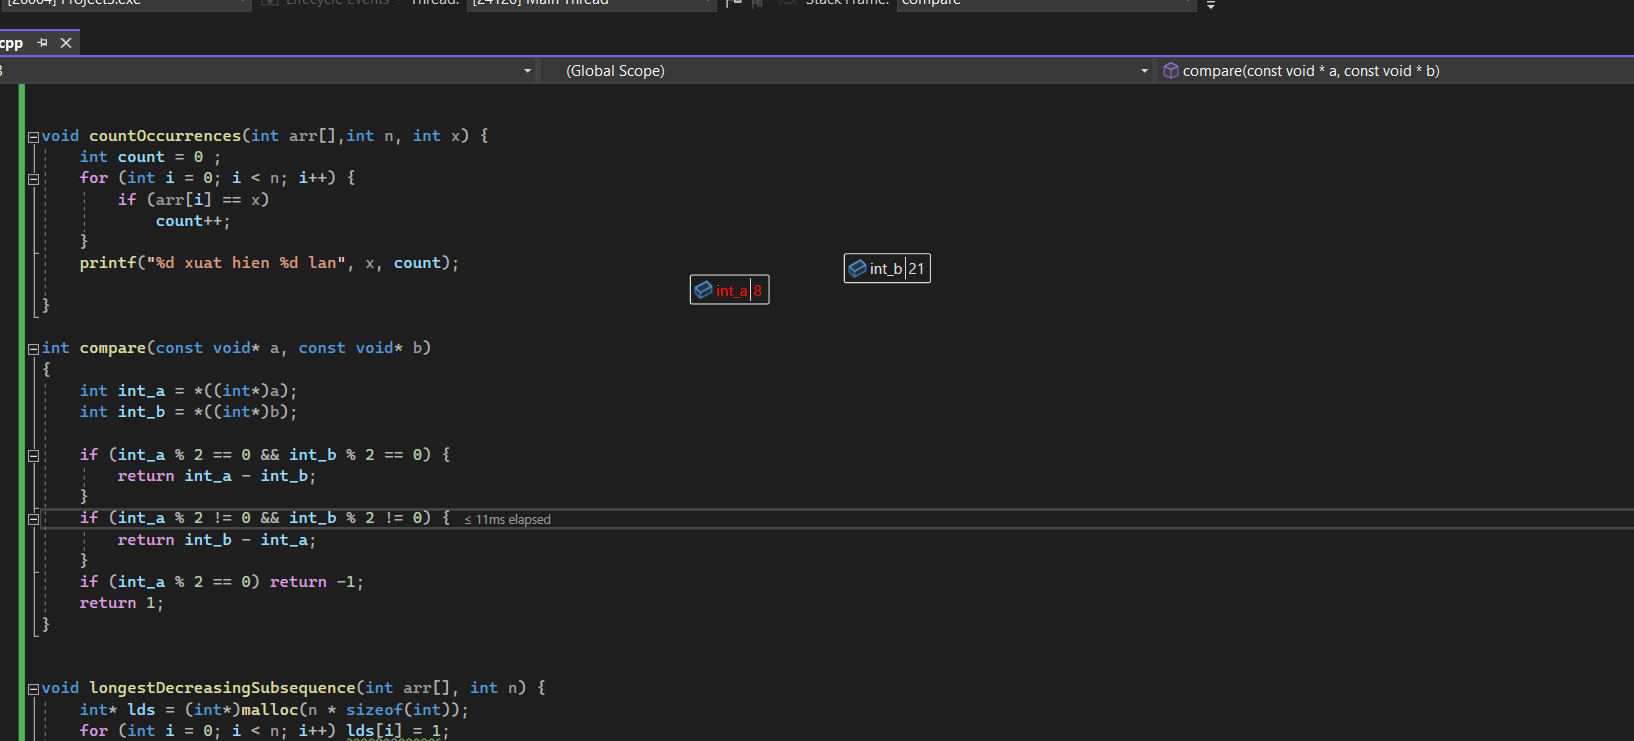 [26664] Project3.exe Lifecycle Events Thread: [24120] Main Thread Stack Frame: compare
cpp
(Global Scope) compare(const void * a, const void * b)
void countOccurrences(int arr[],int n, int x) {
int count = 0 ;
for (int i = 0; i < n; i++) {
if (arr[i] == x)
count++;
}
printf("%d xuat hien %d lan", x, count);
int_b 21
int_a 8
}
int compare(const void* a, const void* b)
{
int int_a = *((int*)a);
int int_b = *((int*)b);
if (int_a % 2 == 0 && int_b % 2 == 0) {
return int_a - int_b;
}
if (int_a % 2 != 0 && int_b % 2 != 0) { ≤ 11ms elapsed
return int_b - int_a;
}
if (int_a % 2 == 0) return -1;
return 1;
}
void longestDecreasingSubsequence(int arr[], int n) {
int* lds = (int*)malloc(n * sizeof(int));
for (int i = 0; i < n; i++) lds[i] = 1;